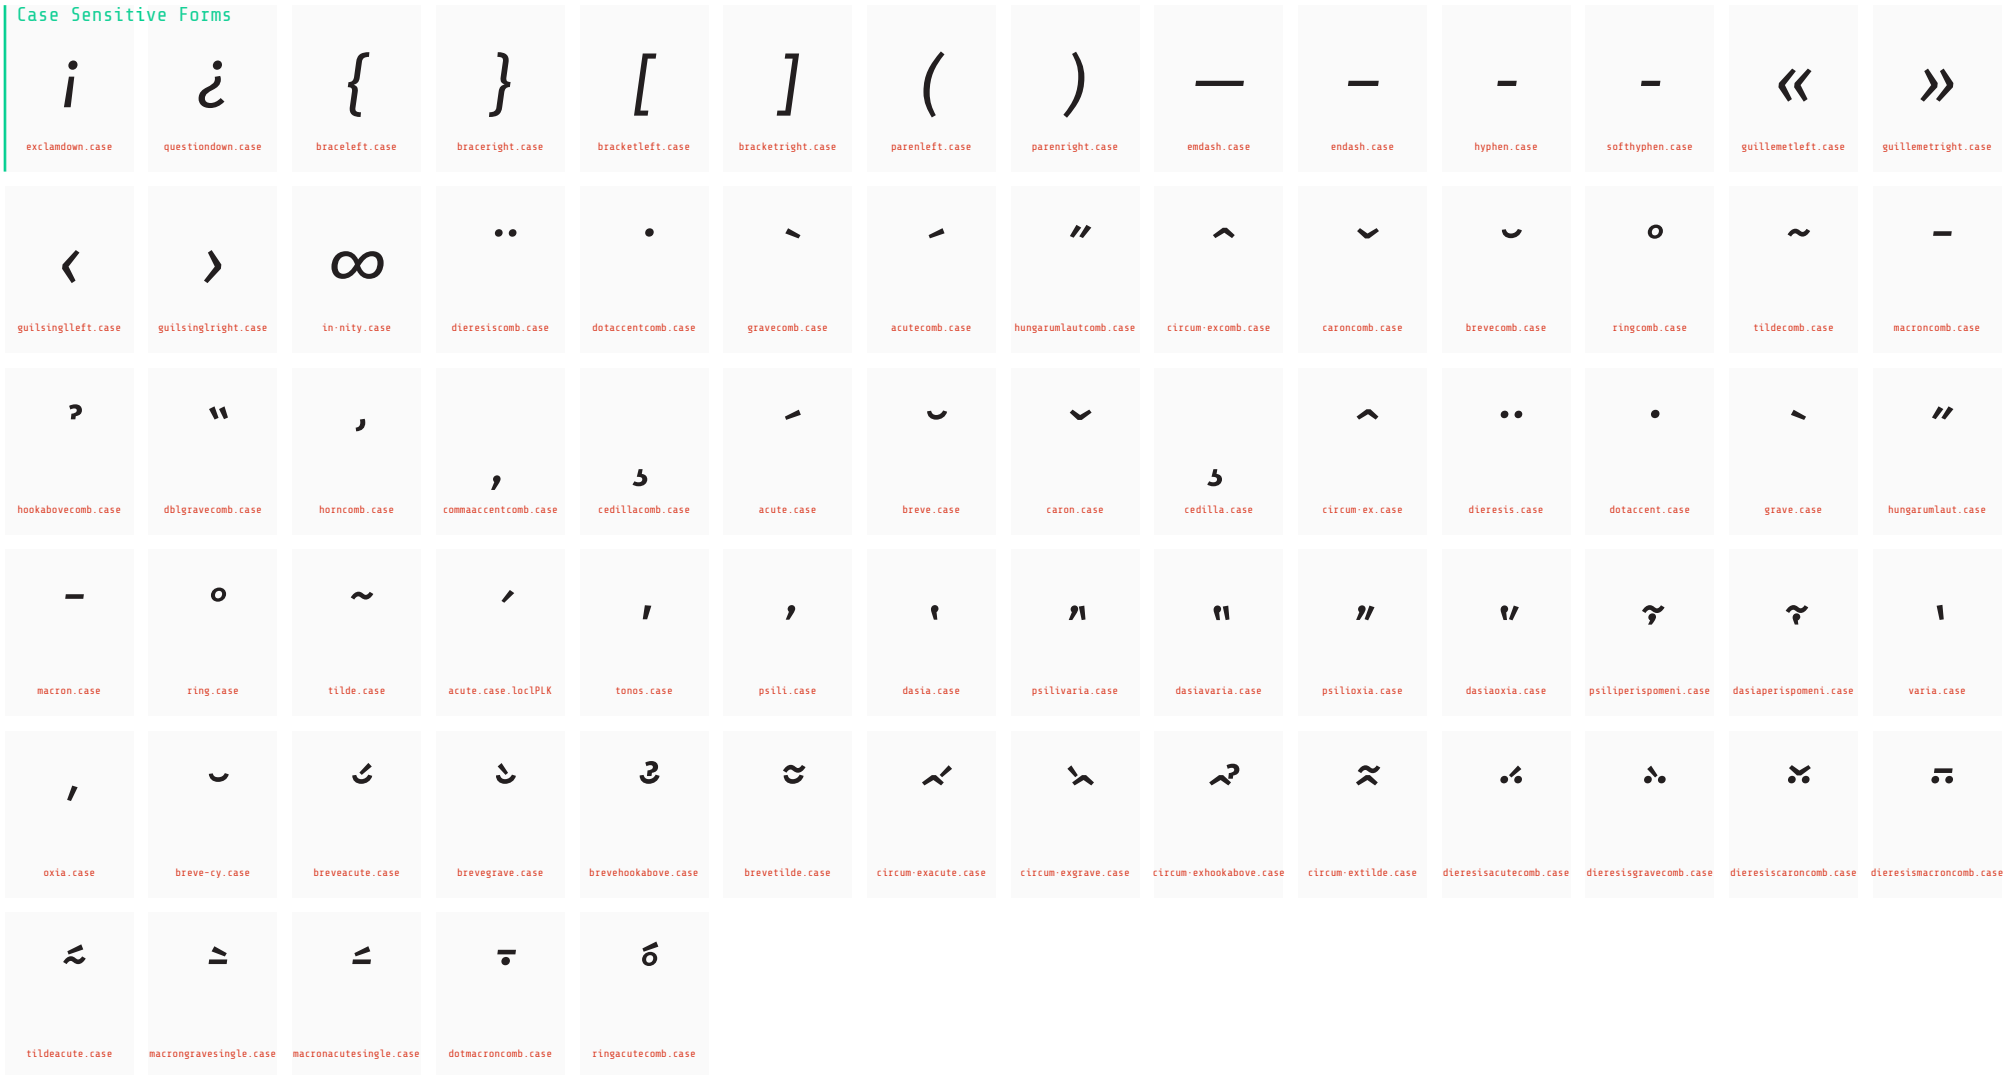 Case Sensitive Forms
¡ ¿ { } [ ] ( ) — – - - « »
exclamdown.case questiondown.case braceleft.case braceright.case bracketleft.case bracketright.case parenleft.case parenright.case emdash.case endash.case hyphen.case softhyphen.case guillemetleft.case guillemetright.case
‹ › ∞ ¨ ˙ ` ´ ˝ ˆ ˇ ˘ ˚ ˜ ¯
guilsinglleft.case guilsinglright.case in·nity.case dieresiscomb.case dotaccentcomb.case gravecomb.case acutecomb.case hungarumlautcomb.case circum·excomb.case caroncomb.case brevecomb.case ringcomb.case tildecomb.case macroncomb.case
hookabovecomb.case dblgravecomb.case horncomb.case commaaccentcomb.case cedillacomb.case acute.case breve.case caron.case cedilla.case circum·ex.case dieresis.case dotaccent.case grave.case hungarumlaut.case
macron.case ring.case tilde.case acute.case.loclPLK tonos.case psili.case dasia.case psilivaria.case dasiavaria.case psilioxia.case dasiaoxia.case psiliperispomeni.case dasiaperispomeni.case varia.case
oxia.case breve-cy.case breveacute.case brevegrave.case brevehookabove.case brevetilde.case circum·exacute.case circum·exgrave.case circum·exhookabove.case circum·extilde.case dieresisacutecomb.case dieresisgravecomb.case dieresiscaroncomb.case dieresismacroncomb.case
tildeacute.case macrongravesingle.case macronacutesingle.case dotmacroncomb.case ringacutecomb.case